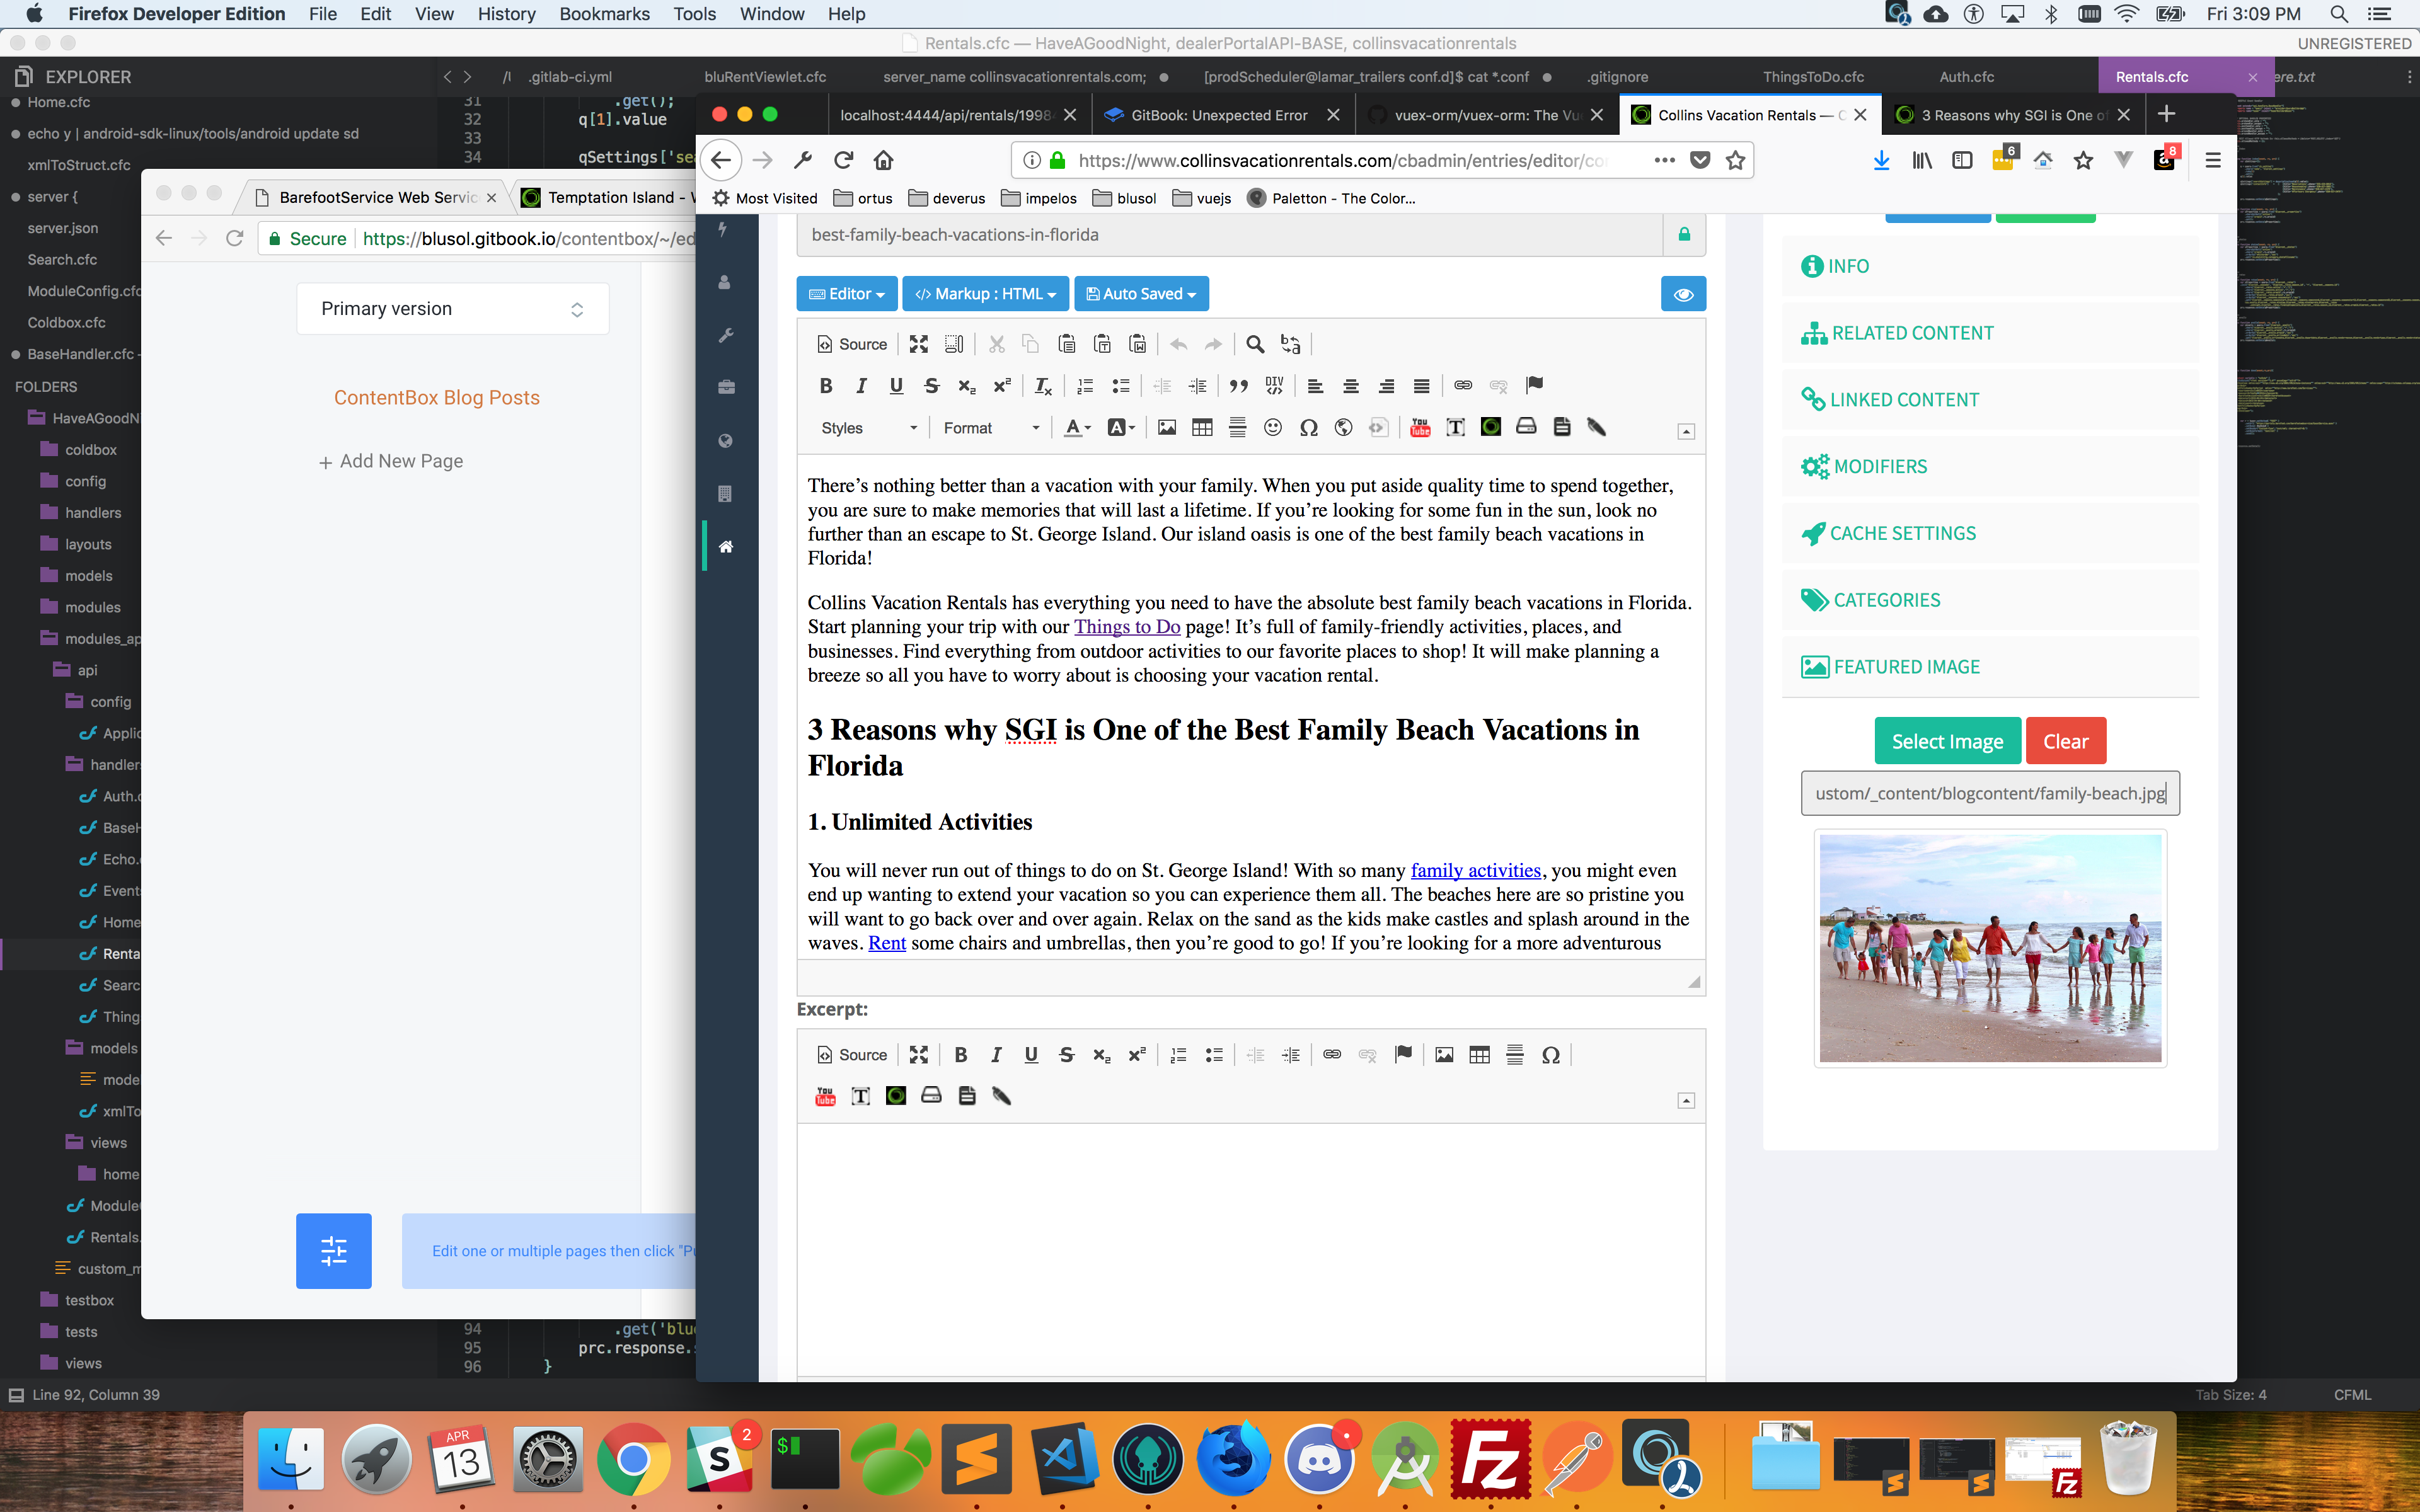 Firefox Developer Edition File Edit View History Bookmarks Tools Window Help Fri 3:09 PM
Rentals.cfc — HaveAGoodNight, dealerPortalAPI-BASE, collinsvacationrentals UNREGISTERED
EXPLORER
.gitlab-ci.yml bluRentViewlet.cfc server_name collinsvacationrentals.com; [prodScheduler@lamar_trailers conf.d]$ cat *.conf .gitignore ThingsToDo.cfc Auth.cfc Rentals.cfc ere.txt
Home.cfc
echo y | android-sdk-linux/tools/android update sd
xmlToStruct.cfc
server {
server.json
Search.cfc
ModuleConfig.cfc
Coldbox.cfc
BaseHandler.cfc
FOLDERS
HaveAGoodNi
coldbox
config
handlers
layouts
models
modules
modules_ap
api
config
Applic
handler
Auth.c
BaseH
Echo.
Event
Home
Renta
Searc
Thing
models
mode
xmlTo
views
home
Module
Rentals.
custom_m
testbox
tests
views
31 .get();
32 q[1].value
33
34 qSettings['sea
94 .get('blu
95 prc.response.
96 }
Line 92, Column 39
Tab Size: 4 CFML
BarefootService Web Servic
Temptation Island -
Secure https://blusol.gitbook.io/contentbox/~/ed
Primary version
ContentBox Blog Posts
+ Add New Page
Edit one or multiple pages then click "Pu
localhost:4444/api/rentals/1998
GitBook: Unexpected Error
vuex-orm/vuex-orm: The Vue
Collins Vacation Rentals —
3 Reasons why SGI is One of
https://www.collinsvacationrentals.com/cbadmin/entries/editor/co
6
8
Most Visited ortus deverus impelos blusol vuejs Paletton - The Color...
best-family-beach-vacations-in-florida
Editor Markup : HTML Auto Saved
Source
Styles Format
There’s nothing better than a vacation with your family. When you put aside quality time to spend together,
you are sure to make memories that will last a lifetime. If you’re looking for some fun in the sun, look no
further than an escape to St. George Island. Our island oasis is one of the best family beach vacations in
Florida!
Collins Vacation Rentals has everything you need to have the absolute best family beach vacations in Florida.
Start planning your trip with our Things to Do page! It’s full of family-friendly activities, places, and
businesses. Find everything from outdoor activities to our favorite places to shop! It will make planning a
breeze so all you have to worry about is choosing your vacation rental.
3 Reasons why SGI is One of the Best Family Beach Vacations in
Florida
1. Unlimited Activities
You will never run out of things to do on St. George Island! With so many family activities, you might even
end up wanting to extend your vacation so you can experience them all. The beaches here are so pristine you
will want to go back over and over again. Relax on the sand as the kids make castles and splash around in the
waves. Rent some chairs and umbrellas, then you’re good to go! If you’re looking for a more adventurous
Excerpt:
Source
INFO
RELATED CONTENT
LINKED CONTENT
MODIFIERS
CACHE SETTINGS
CATEGORIES
FEATURED IMAGE
Select Image Clear
ustom/_content/blogcontent/family-beach.jpg
APR
13
2